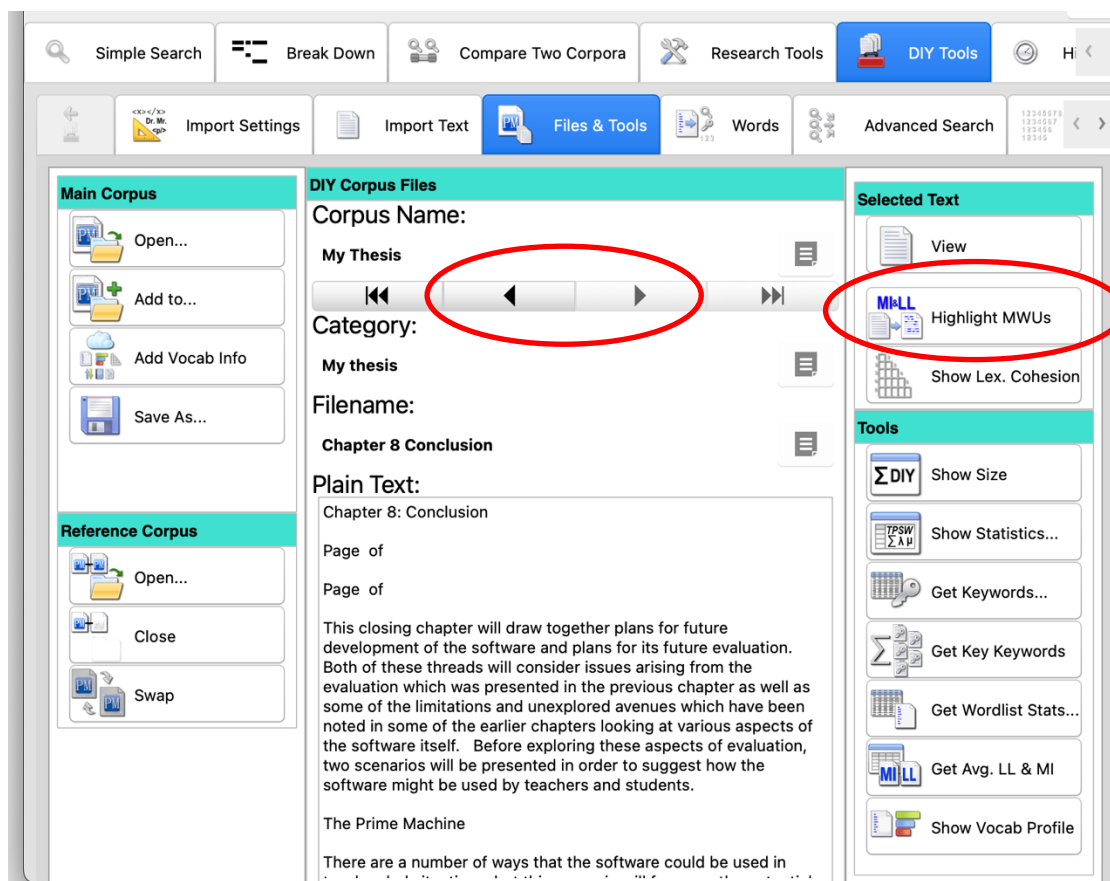 Simple Search
Break Down
Compare Two Corpora
Research Tools
DIY Tools
Hi
Import Settings
Import Text
Files & Tools
Words
Advanced Search
Main Corpus
Open...
Add to...
Add Vocab Info
Save As...
Reference Corpus
Open...
Close
Swap
DIY Corpus Files
Corpus Name:
My Thesis
Category:
My thesis
Filename:
Chapter 8 Conclusion
Plain Text:
Chapter 8: Conclusion
Page  of
Page  of
This closing chapter will draw together plans for future
development of the software and plans for its future evaluation.
Both of these threads will consider issues arising from the
evaluation which was presented in the previous chapter as well as
some of the limitations and unexplored avenues which have been
noted in some of the earlier chapters looking at various aspects of
the software itself.   Before exploring these aspects of evaluation,
two scenarios will be presented in order to suggest how the
software might be used by teachers and students.
The Prime Machine
There are a number of ways that the software could be used in
Selected Text
View
MI&LL
Highlight MWUs
Show Lex. Cohesion
Tools
ΣDIY
Show Size
TPSW
Σ λ μ
Show Statistics...
Get Keywords...
Σ
Get Key Keywords
Get Wordlist Stats...
MI LL
Get Avg. LL & MI
Show Vocab Profile